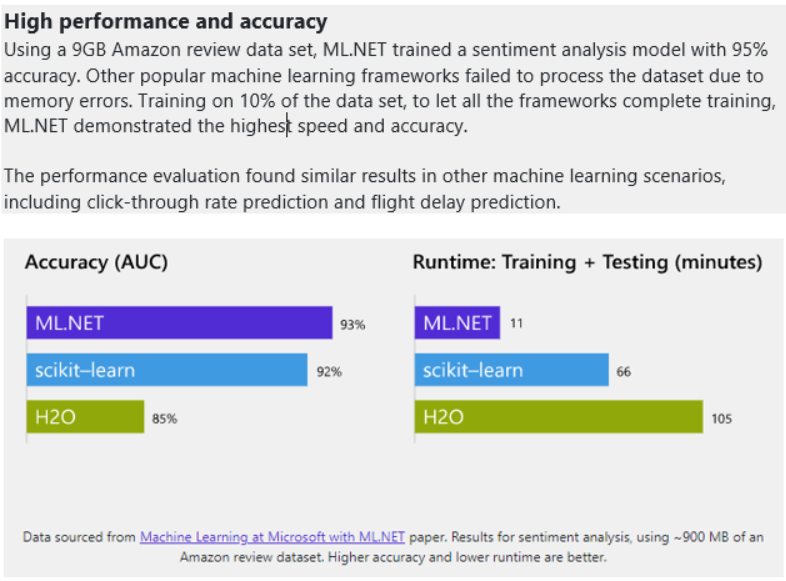 High performance and accuracy
Using a 9GB Amazon review data set, ML.NET trained a sentiment analysis model with 95%
accuracy. Other popular machine learning frameworks failed to process the dataset due to
memory errors. Training on 10% of the data set, to let all the frameworks complete training,
ML.NET demonstrated the highest speed and accuracy.
The performance evaluation found similar results in other machine learning scenarios,
including click-through rate prediction and flight delay prediction.
Accuracy (AUC)
ML.NET 93%
scikit–learn 92%
H2O 85%
Runtime: Training + Testing (minutes)
ML.NET 11
scikit–learn 66
H2O 105
Data sourced from Machine Learning at Microsoft with ML.NET paper. Results for sentiment analysis, using ~900 MB of an
Amazon review dataset. Higher accuracy and lower runtime are better.